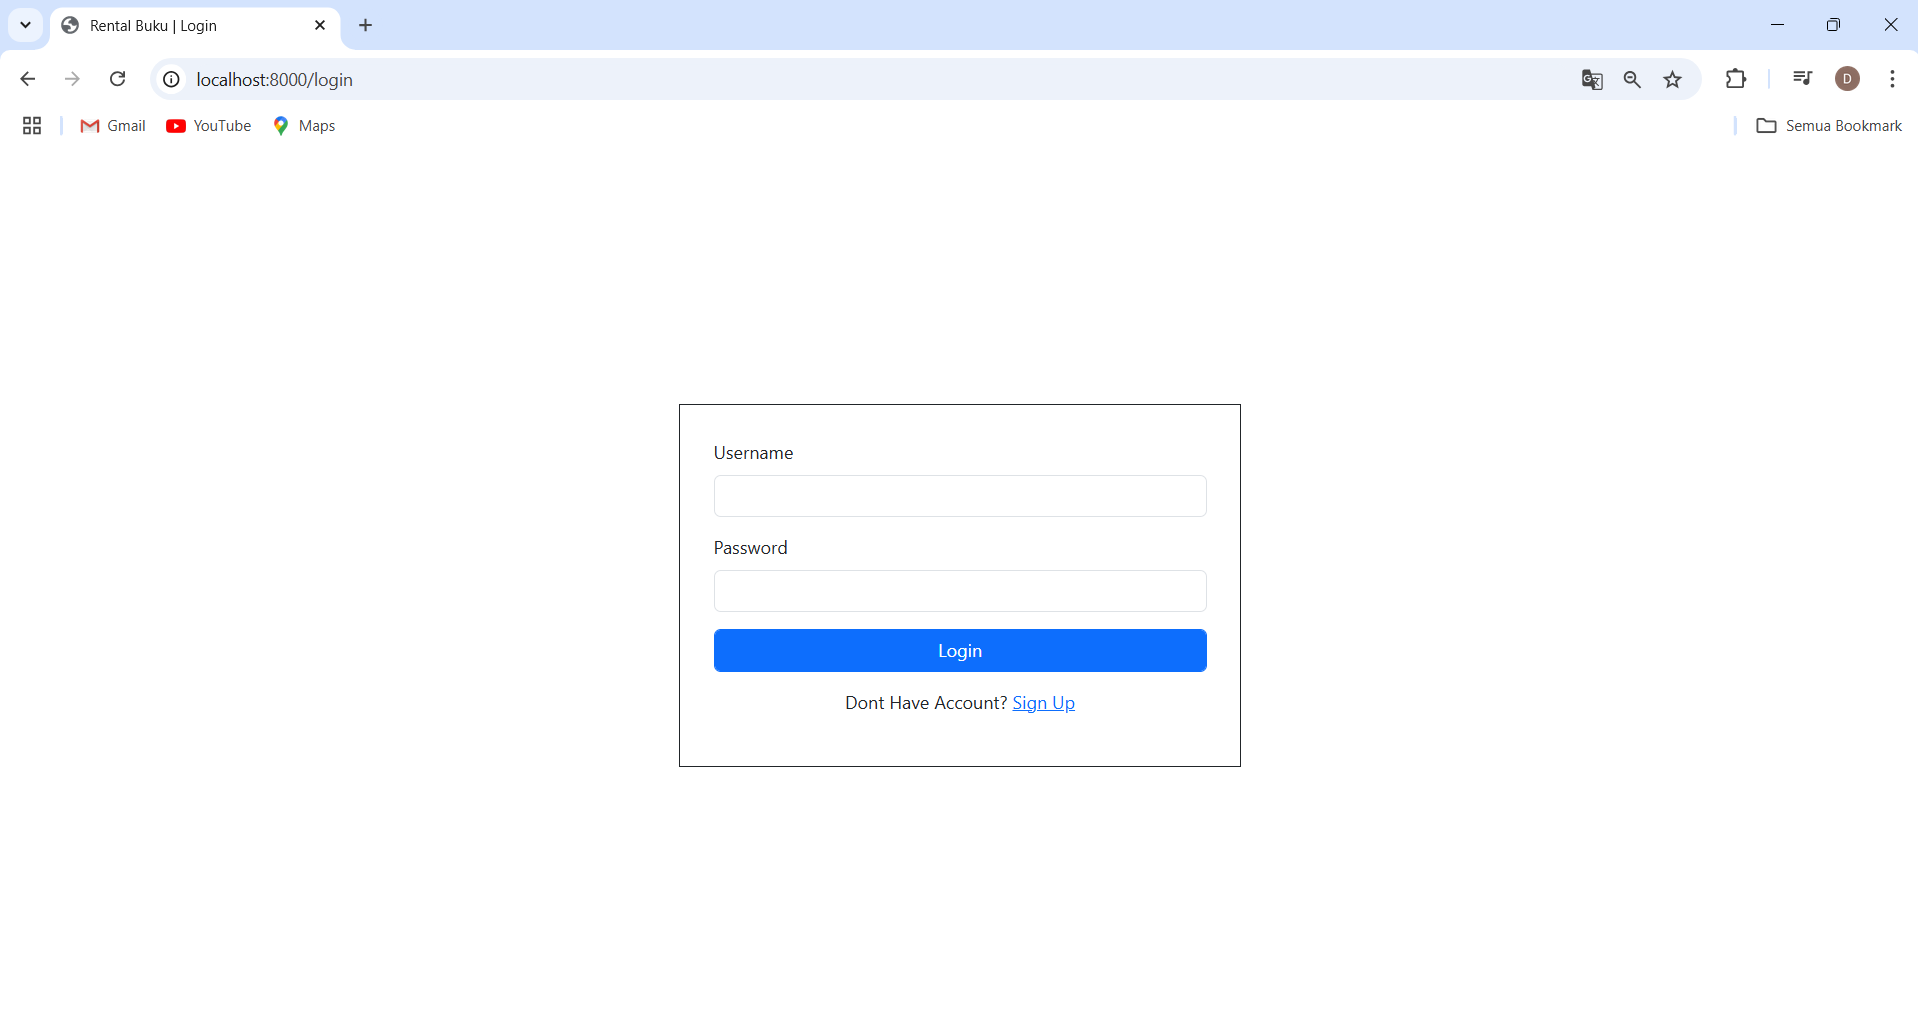 Rental Buku | Login
localhost:8000/login
Gmail YouTube Maps Semua Bookmark
D
Username
Password
Login
Dont Have Account? Sign Up